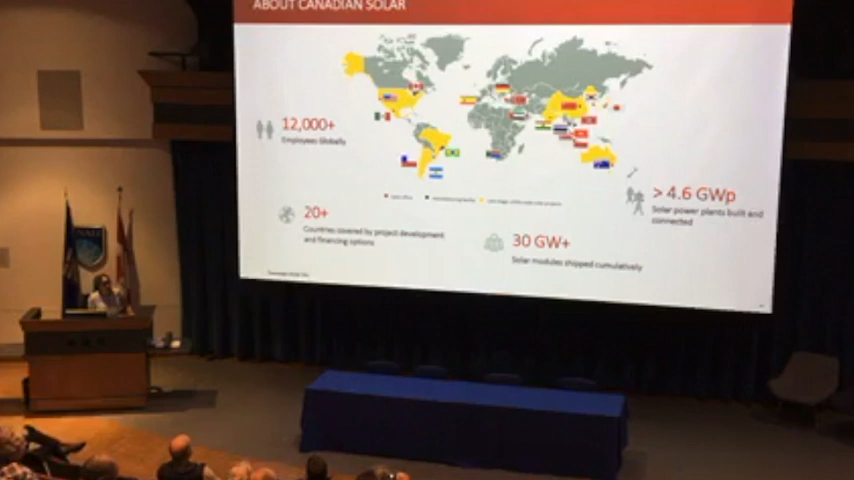 ABOUT CANADIAN SOLAR
12,000+
Employees Globally
> 4.6 GWp
Solar power plants built and
connected
20+
Countries covered by project development
and financing options
30 GW+
Solar modules shipped cumulatively